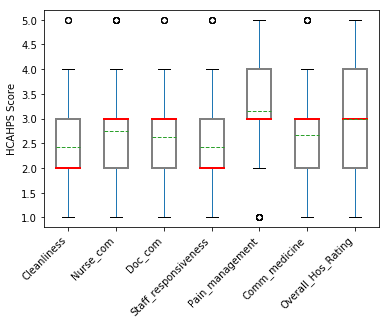 5.0
4.5
4.0
3.5
3.0
2.5
2.0
1.5
1.0
HCAHPS Score
Cleanliness
Nurse_com
Doc_com
Staff_responsiveness
Pain_management
Comm_medicine
Overall_Hos_Rating